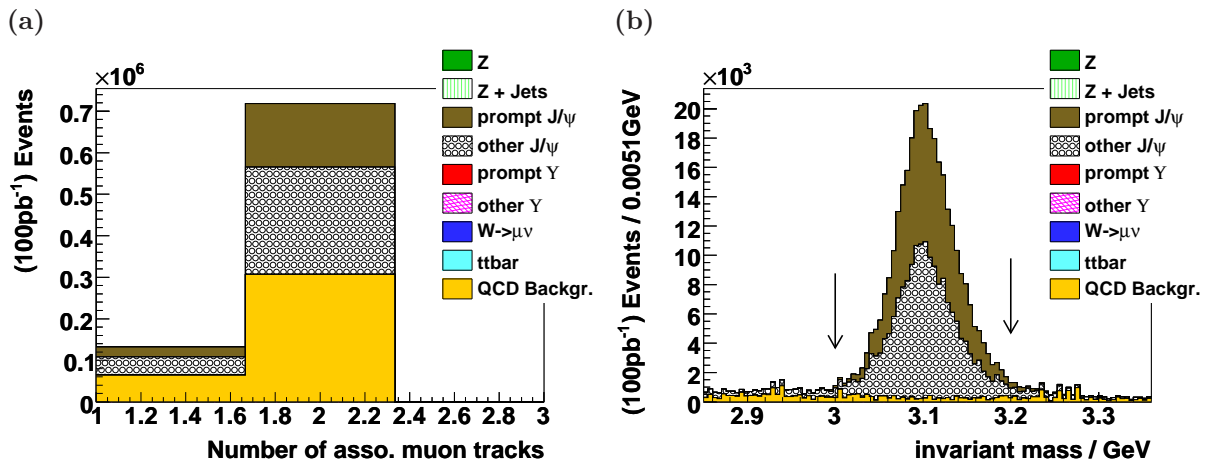 (a)
×10⁶
(100pb⁻¹) Events
0.7
0.6
0.5
0.4
0.3
0.2
0.1
0
1 1.2 1.4 1.6 1.8 2 2.2 2.4 2.6 2.8 3
Number of asso. muon tracks
Z
Z + Jets
prompt J/ψ
other J/ψ
prompt ϒ
other ϒ
W->μν
ttbar
QCD Backgr.
(b)
×10³
(100pb⁻¹) Events / 0.0051GeV
20
18
16
14
12
10
8
6
4
2
0
2.9 3 3.1 3.2 3.3
invariant mass / GeV
Z
Z + Jets
prompt J/ψ
other J/ψ
prompt ϒ
other ϒ
W->μν
ttbar
QCD Backgr.